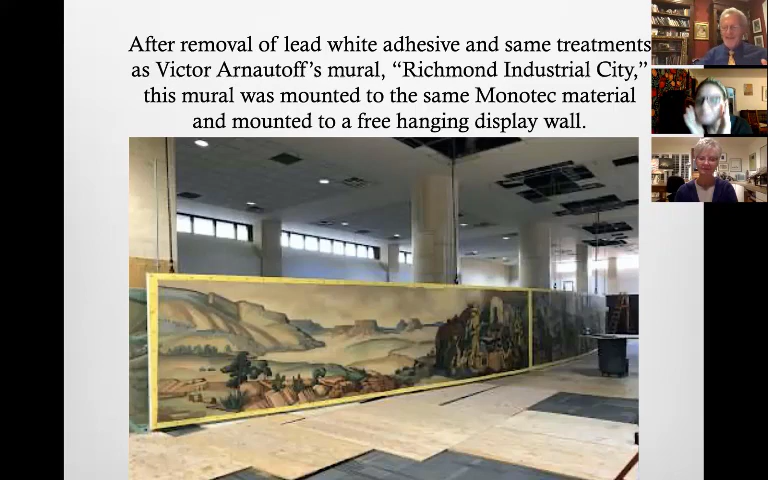 After removal of lead white adhesive and same treatments
as Victor Arnautoff’s mural, “Richmond Industrial City,”
this mural was mounted to the same Monotec material
and mounted to a free hanging display wall.